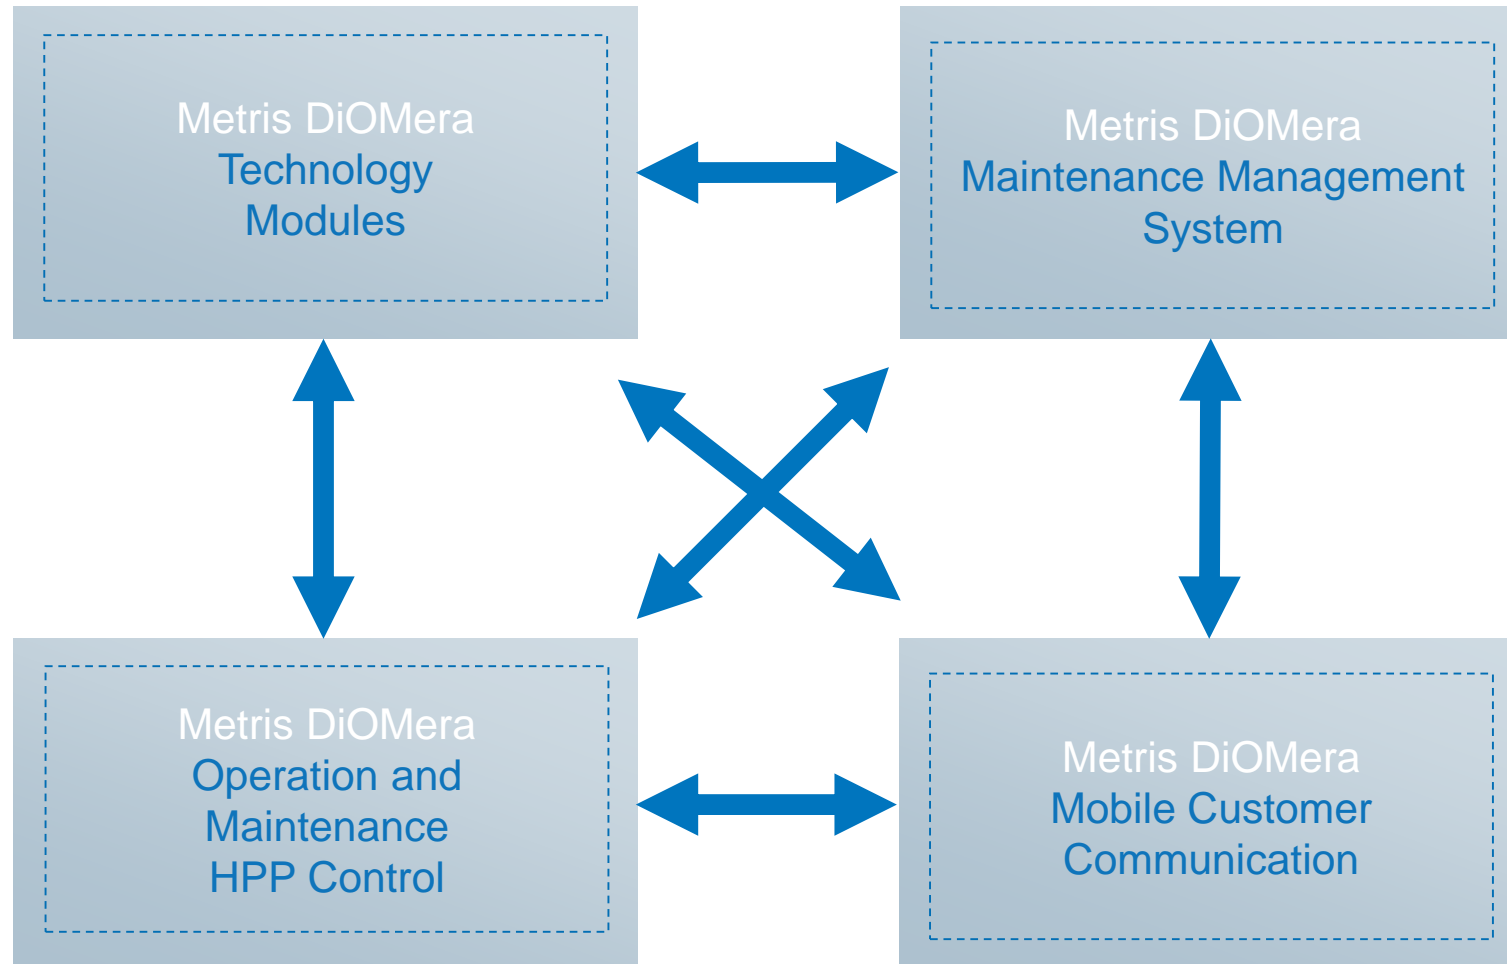 Metris DiOMera
Technology
Modules
Metris DiOMera
Maintenance Management
System
Metris DiOMera
Operation and
Maintenance
HPP Control
Metris DiOMera
Mobile Customer
Communication